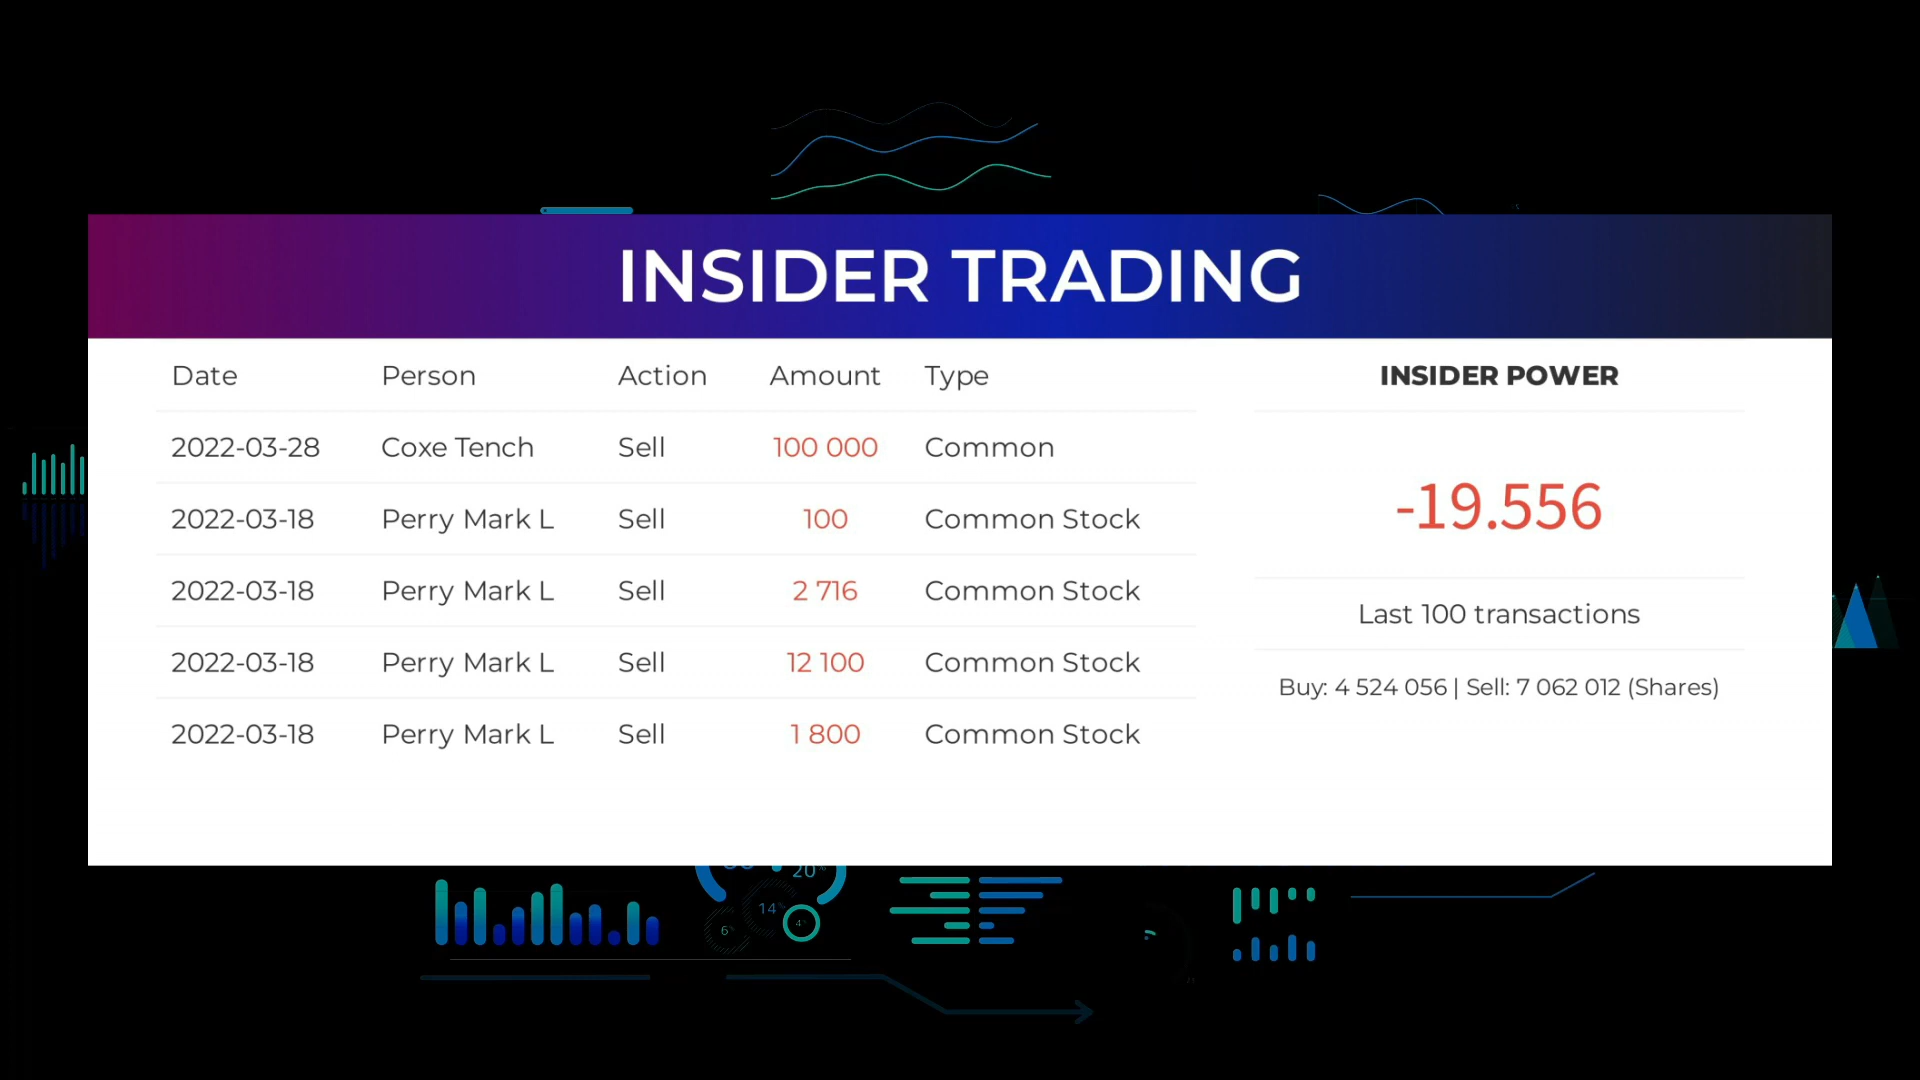 INSIDER TRADING
Date Person Action Amount Type
2022-03-28 Coxe Tench Sell 100 000 Common
2022-03-18 Perry Mark L Sell 100 Common Stock
2022-03-18 Perry Mark L Sell 2 716 Common Stock
2022-03-18 Perry Mark L Sell 12 100 Common Stock
2022-03-18 Perry Mark L Sell 1 800 Common Stock
INSIDER POWER
-19.556
Last 100 transactions
Buy: 4 524 056 | Sell: 7 062 012 (Shares)
20
14
6
4